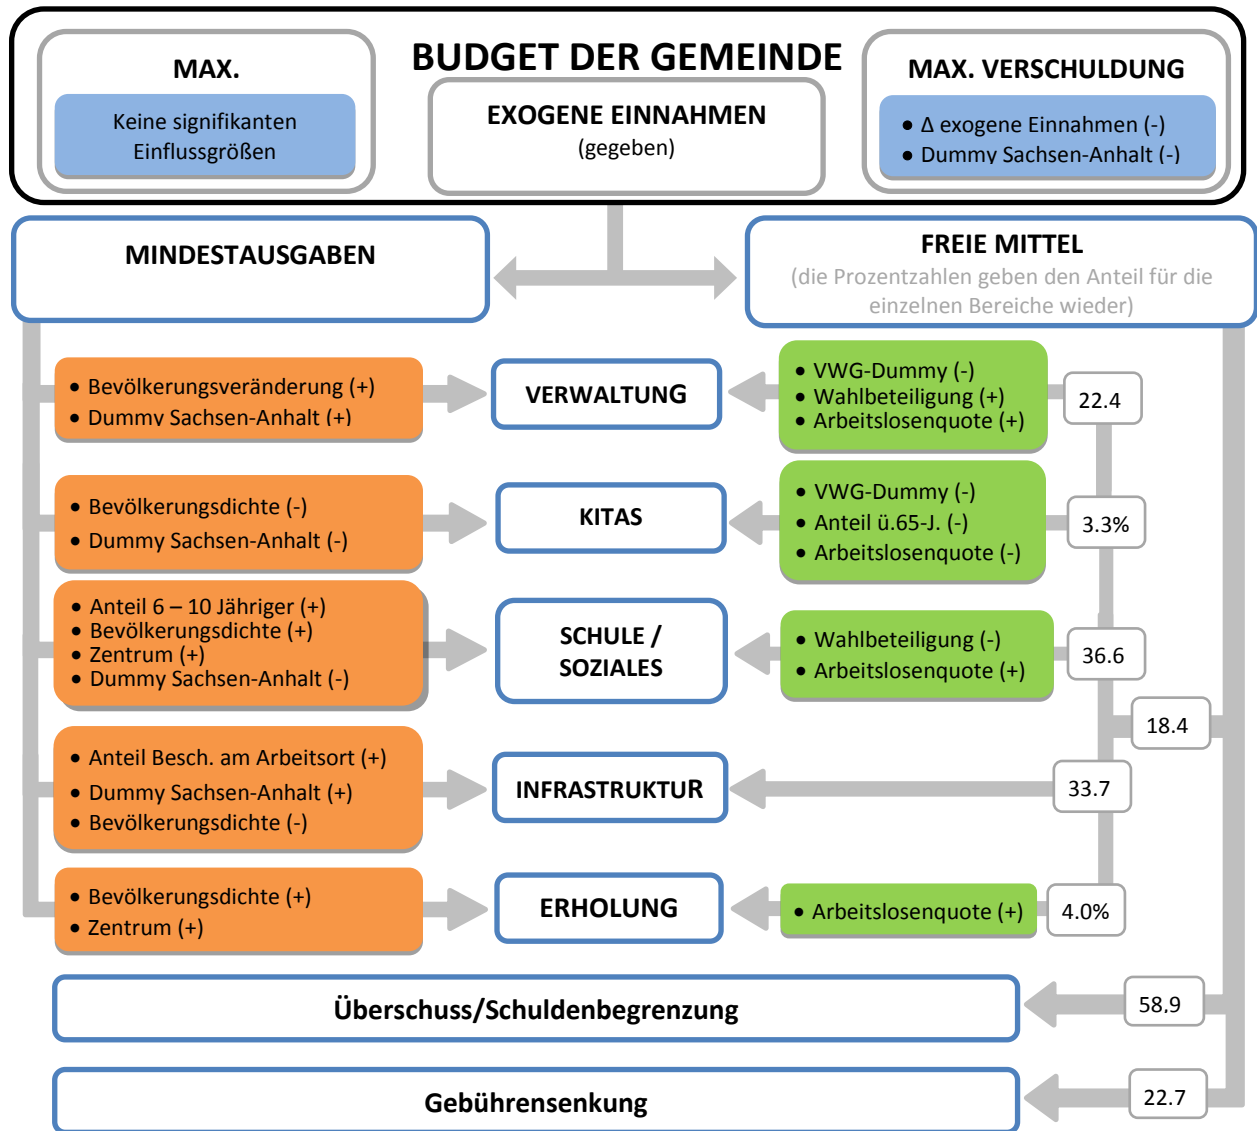 BUDGET DER GEMEINDE
MAX.
Keine signifikanten
Einflussgrößen
EXOGENE EINNAHMEN
(gegeben)
MAX. VERSCHULDUNG
• Δ exogene Einnahmen (-)
• Dummy Sachsen-Anhalt (-)
MINDESTAUSGABEN
FREIE MITTEL
(die Prozentzahlen geben den Anteil für die
einzelnen Bereiche wieder)
• Bevölkerungsveränderung (+)
• Dummy Sachsen-Anhalt (+)
VERWALTUNG
• VWG-Dummy (-)
• Wahlbeteiligung (+)
• Arbeitslosenquote (+)
22.4
• Bevölkerungsdichte (-)
• Dummy Sachsen-Anhalt (-)
KITAS
• VWG-Dummy (-)
• Anteil ü.65-J. (-)
• Arbeitslosenquote (-)
3.3%
• Anteil 6 – 10 Jähriger (+)
• Bevölkerungsdichte (+)
• Zentrum (+)
• Dummy Sachsen-Anhalt (-)
SCHULE /
SOZIALES
• Wahlbeteiligung (-)
• Arbeitslosenquote (+)
36.6
18.4
• Anteil Besch. am Arbeitsort (+)
• Dummy Sachsen-Anhalt (+)
• Bevölkerungsdichte (-)
INFRASTRUKTUR
33.7
• Bevölkerungsdichte (+)
• Zentrum (+)
ERHOLUNG
• Arbeitslosenquote (+)
4.0%
Überschuss/Schuldenbegrenzung
58.9
Gebührensenkung
22.7